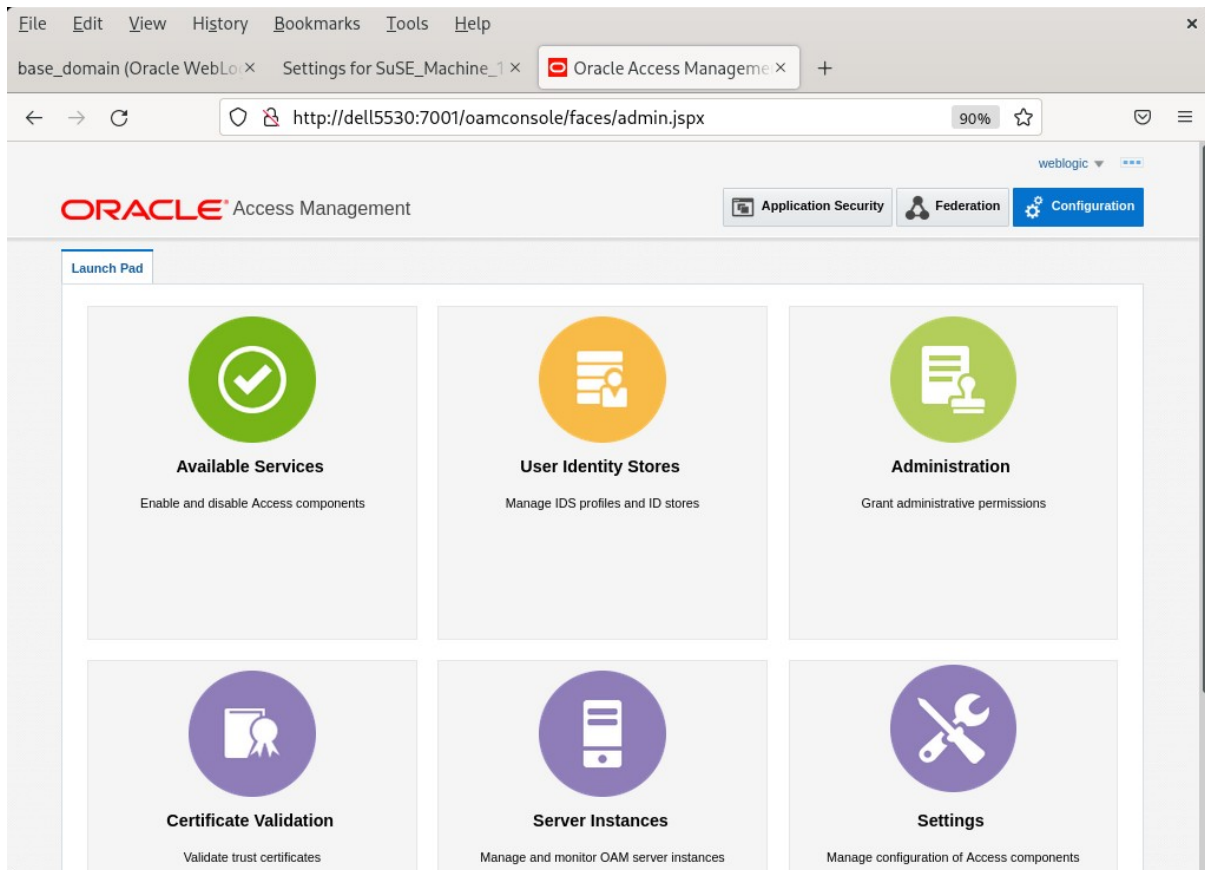 File Edit View History Bookmarks Tools Help
base_domain (Oracle WebLo
Settings for SuSE_Machine_1
Oracle Access Manageme
http://dell5530:7001/oamconsole/faces/admin.jspx
90%
weblogic
ORACLE® Access Management
Application Security
Federation
Configuration
Launch Pad
Available Services
Enable and disable Access components
User Identity Stores
Manage IDS profiles and ID stores
Administration
Grant administrative permissions
Certificate Validation
Validate trust certificates
Server Instances
Manage and monitor OAM server instances
Settings
Manage configuration of Access components